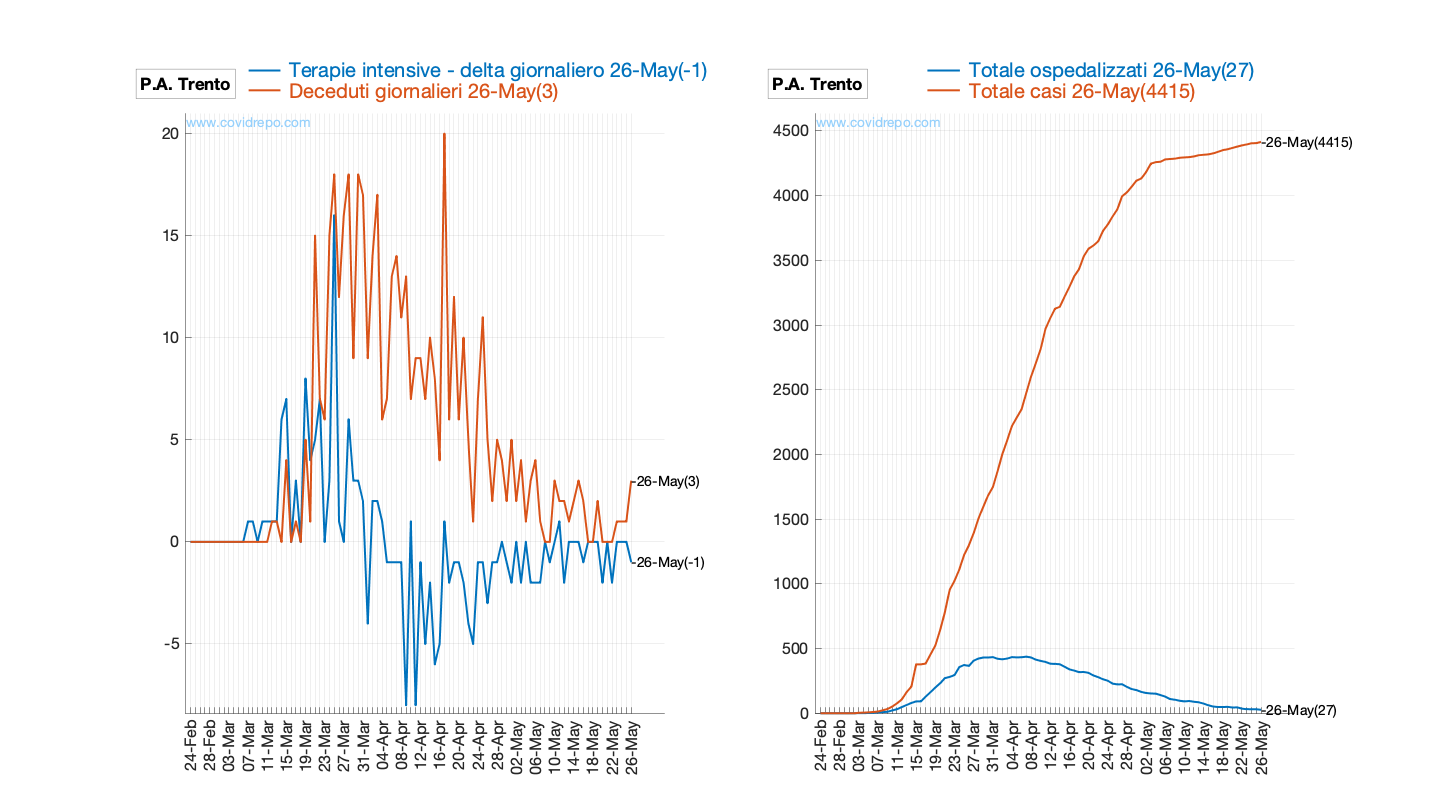 P.A. Trento
Terapie intensive - delta giornaliero 26-May(-1)
Deceduti giornalieri 26-May(3)
www.covidrepo.com
20
15
10
5
0
-5
26-May(3)
26-May(-1)
24-Feb
28-Feb
03-Mar
07-Mar
11-Mar
15-Mar
19-Mar
23-Mar
27-Mar
31-Mar
04-Apr
08-Apr
12-Apr
16-Apr
20-Apr
24-Apr
28-Apr
02-May
06-May
10-May
14-May
18-May
22-May
26-May
P.A. Trento
Totale ospedalizzati 26-May(27)
Totale casi 26-May(4415)
www.covidrepo.com
4500
4000
3500
3000
2500
2000
1500
1000
500
0
26-May(4415)
26-May(27)
24-Feb
28-Feb
03-Mar
07-Mar
11-Mar
15-Mar
19-Mar
23-Mar
27-Mar
31-Mar
04-Apr
08-Apr
12-Apr
16-Apr
20-Apr
24-Apr
28-Apr
02-May
06-May
10-May
14-May
18-May
22-May
26-May